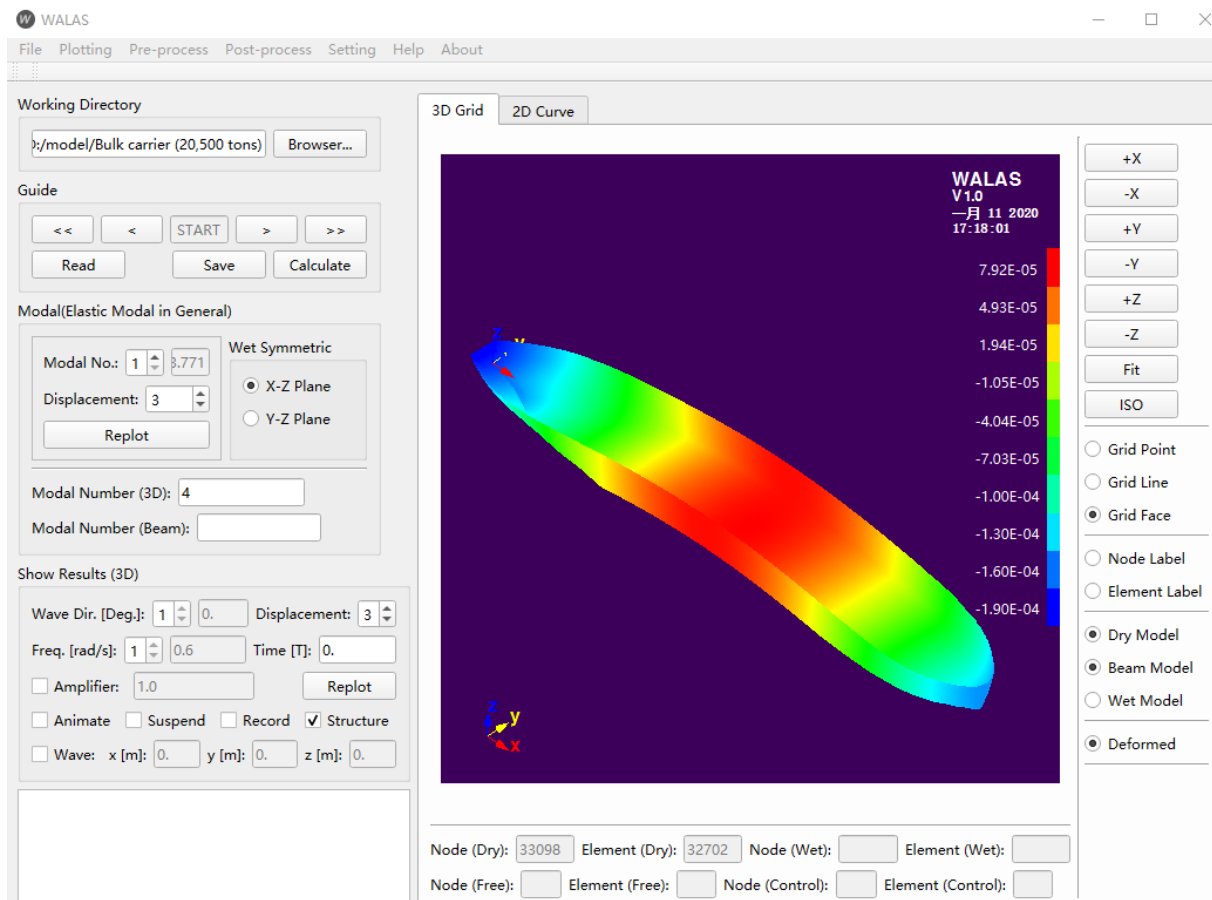 WALAS
File Plotting Pre-process Post-process Setting Help About
Working Directory
:/model/Bulk carrier (20,500 tons) Browser...
Guide
<< < START > >>
Read Save Calculate
Modal(Elastic Modal in General)
Modal No.: 1 3.771
Displacement: 3
Replot
Wet Symmetric
X-Z Plane
Y-Z Plane
Modal Number (3D): 4
Modal Number (Beam):
Show Results (3D)
Wave Dir. [Deg.]: 1 0. Displacement: 3
Freq. [rad/s]: 1 0.6 Time [T]: 0.
Amplifier: 1.0 Replot
Animate Suspend Record Structure
Wave: x [m]: 0. y [m]: 0. z [m]: 0.
3D Grid 2D Curve
WALAS
V1.0
一月 11 2020
17:18:01
7.92E-05
4.93E-05
1.94E-05
-1.05E-05
-4.04E-05
-7.03E-05
-1.00E-04
-1.30E-04
-1.60E-04
-1.90E-04
z
y
z
y
x
+X
-X
+Y
-Y
+Z
-Z
Fit
ISO
Grid Point
Grid Line
Grid Face
Node Label
Element Label
Dry Model
Beam Model
Wet Model
Deformed
Node (Dry): 33098 Element (Dry): 32702 Node (Wet): Element (Wet):
Node (Free): Element (Free): Node (Control): Element (Control):